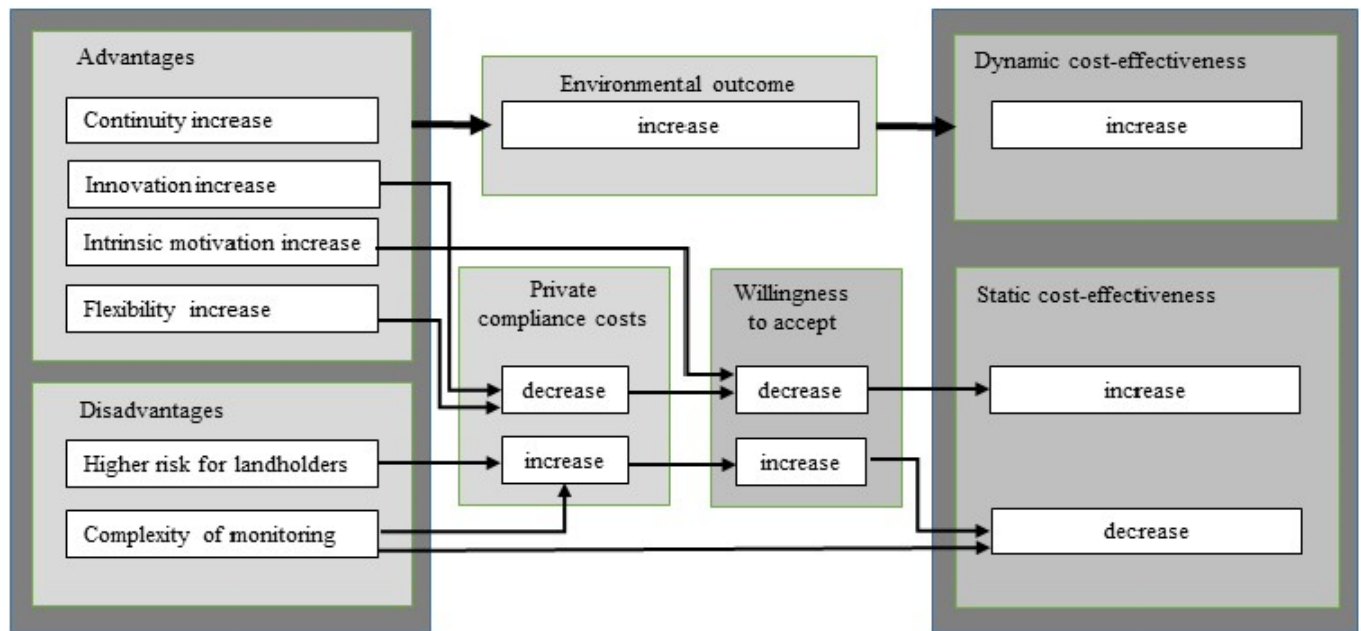 Advantages
Continuity increase
Innovation increase
Intrinsic motivation increase
Flexibility increase
Disadvantages
Higher risk for landholders
Complexity of monitoring
Environmental outcome
increase
Private
compliance costs
decrease
increase
Willingness
to accept
decrease
increase
Dynamic cost-effectiveness
increase
Static cost-effectiveness
increase
decrease